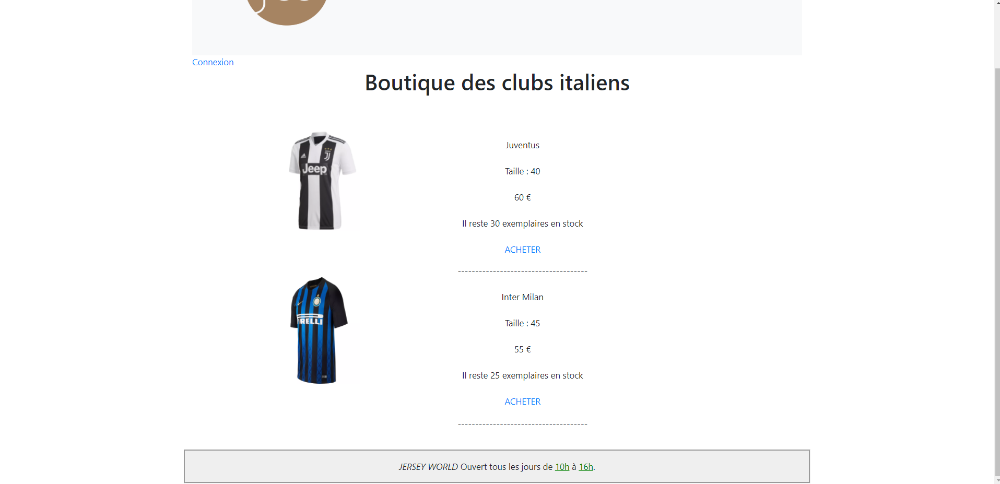 Connexion
Boutique des clubs italiens
Jeep
Juventus
Taille : 40
60 €
Il reste 30 exemplaires en stock
ACHETER
-------------------------------------
IRELLI
Inter Milan
Taille : 45
55 €
Il reste 25 exemplaires en stock
ACHETER
-------------------------------------
JERSEY WORLD Ouvert tous les jours de 10h à 16h.